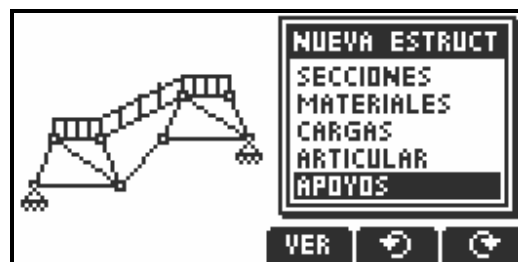 NUEVA ESTRUCT
SECCIONES
MATERIALES
CARGAS
ARTICULAR
APOYOS
VER